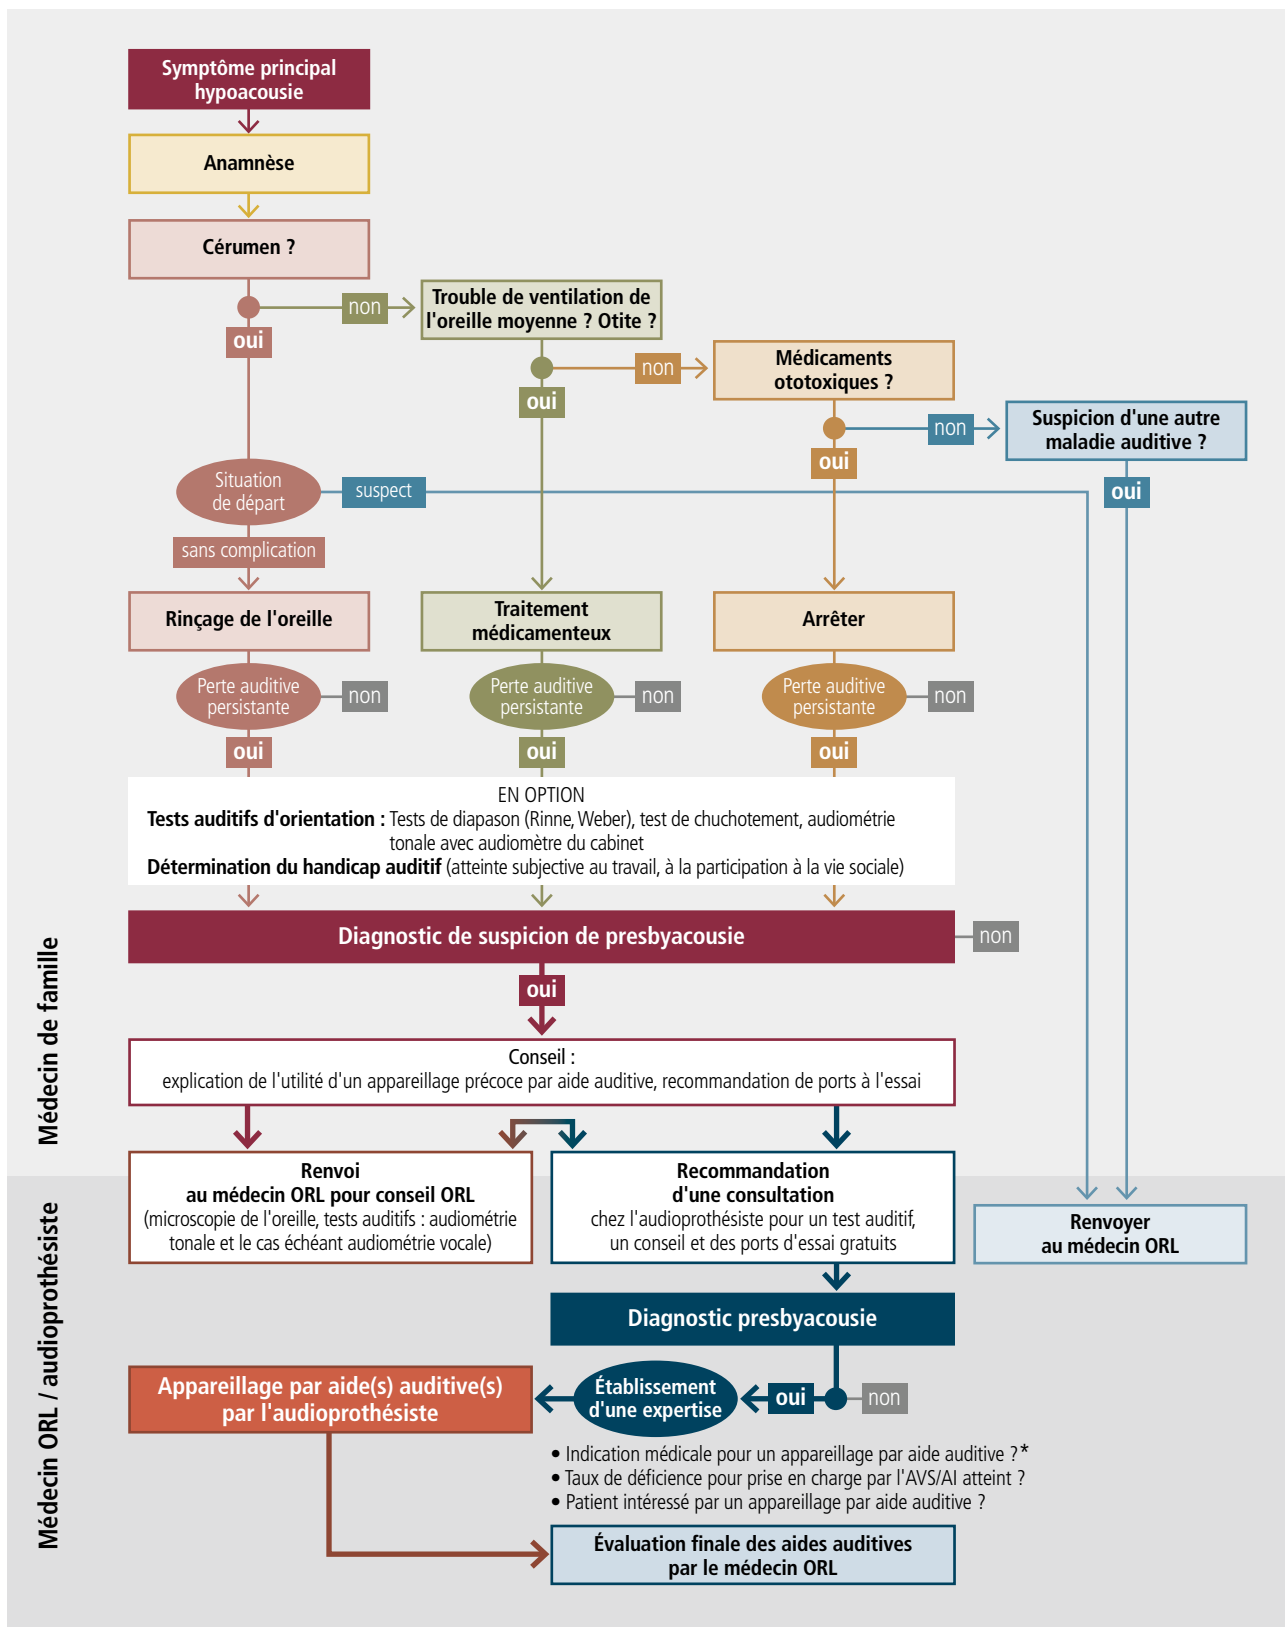 Symptôme principal
hypoacousie
Anamnèse
Cérumen ?
non
oui
Trouble de ventilation de
l'oreille moyenne ? Otite ?
non
oui
Médicaments
ototoxiques ?
non
oui
Suspicion d'une autre
maladie auditive ?
oui
Situation
de départ
suspect
sans complication
Rinçage de l'oreille
Traitement
médicamenteux
Arrêter
Perte auditive
persistante
non
Perte auditive
persistante
non
Perte auditive
persistante
non
oui
oui
oui
EN OPTION
Tests auditifs d'orientation : Tests de diapason (Rinne, Weber), test de chuchotement, audiométrie
tonale avec audiomètre du cabinet
Détermination du handicap auditif (atteinte subjective au travail, à la participation à la vie sociale)
Diagnostic de suspicion de presbyacousie
non
oui
Médecin de famille
Conseil :
explication de l'utilité d'un appareillage précoce par aide auditive, recommandation de ports à l'essai
Renvoi
au médecin ORL pour conseil ORL
(microscopie de l'oreille, tests auditifs : audiométrie
tonale et le cas échéant audiométrie vocale)
Recommandation
d'une consultation
chez l'audioprothésiste pour un test auditif,
un conseil et des ports d'essai gratuits
Renvoyer
au médecin ORL
Médecin ORL / audioprothésiste
Diagnostic presbyacousie
Appareillage par aide(s) auditive(s)
par l'audioprothésiste
Établissement
d'une expertise
oui
non
• Indication médicale pour un appareillage par aide auditive ?*
• Taux de déficience pour prise en charge par l'AVS/AI atteint ?
• Patient intéressé par un appareillage par aide auditive ?
Évaluation finale des aides auditives
par le médecin ORL